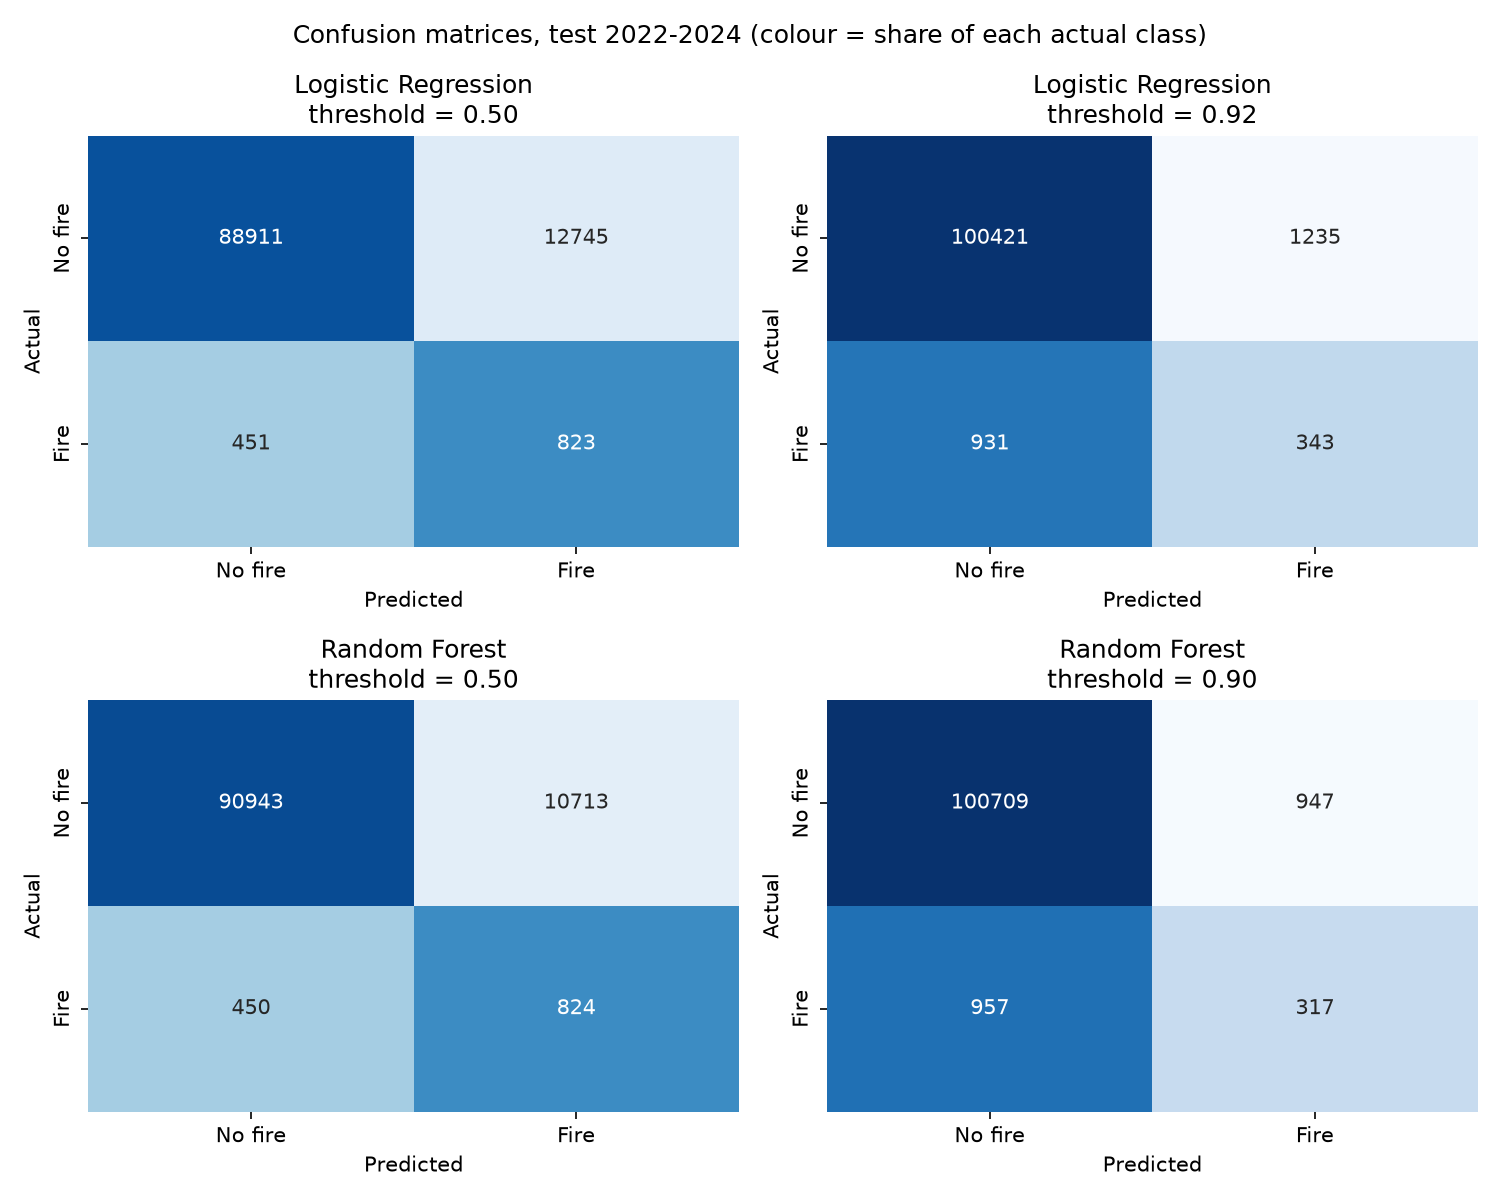 Confusion matrices, test 2022-2024 (colour = share of each actual class)
Logistic Regression
threshold = 0.50
Actual
No fire
Fire
88911
12745
451
823
No fire
Fire
Predicted
Logistic Regression
threshold = 0.92
Actual
No fire
Fire
100421
1235
931
343
No fire
Fire
Predicted
Random Forest
threshold = 0.50
Actual
No fire
Fire
90943
10713
450
824
No fire
Fire
Predicted
Random Forest
threshold = 0.90
Actual
No fire
Fire
100709
947
957
317
No fire
Fire
Predicted